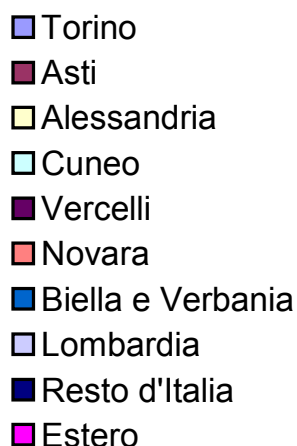 Torino
Asti
Alessandria
Cuneo
Vercelli
Novara
Biella e Verbania
Lombardia
Resto d'Italia
Estero